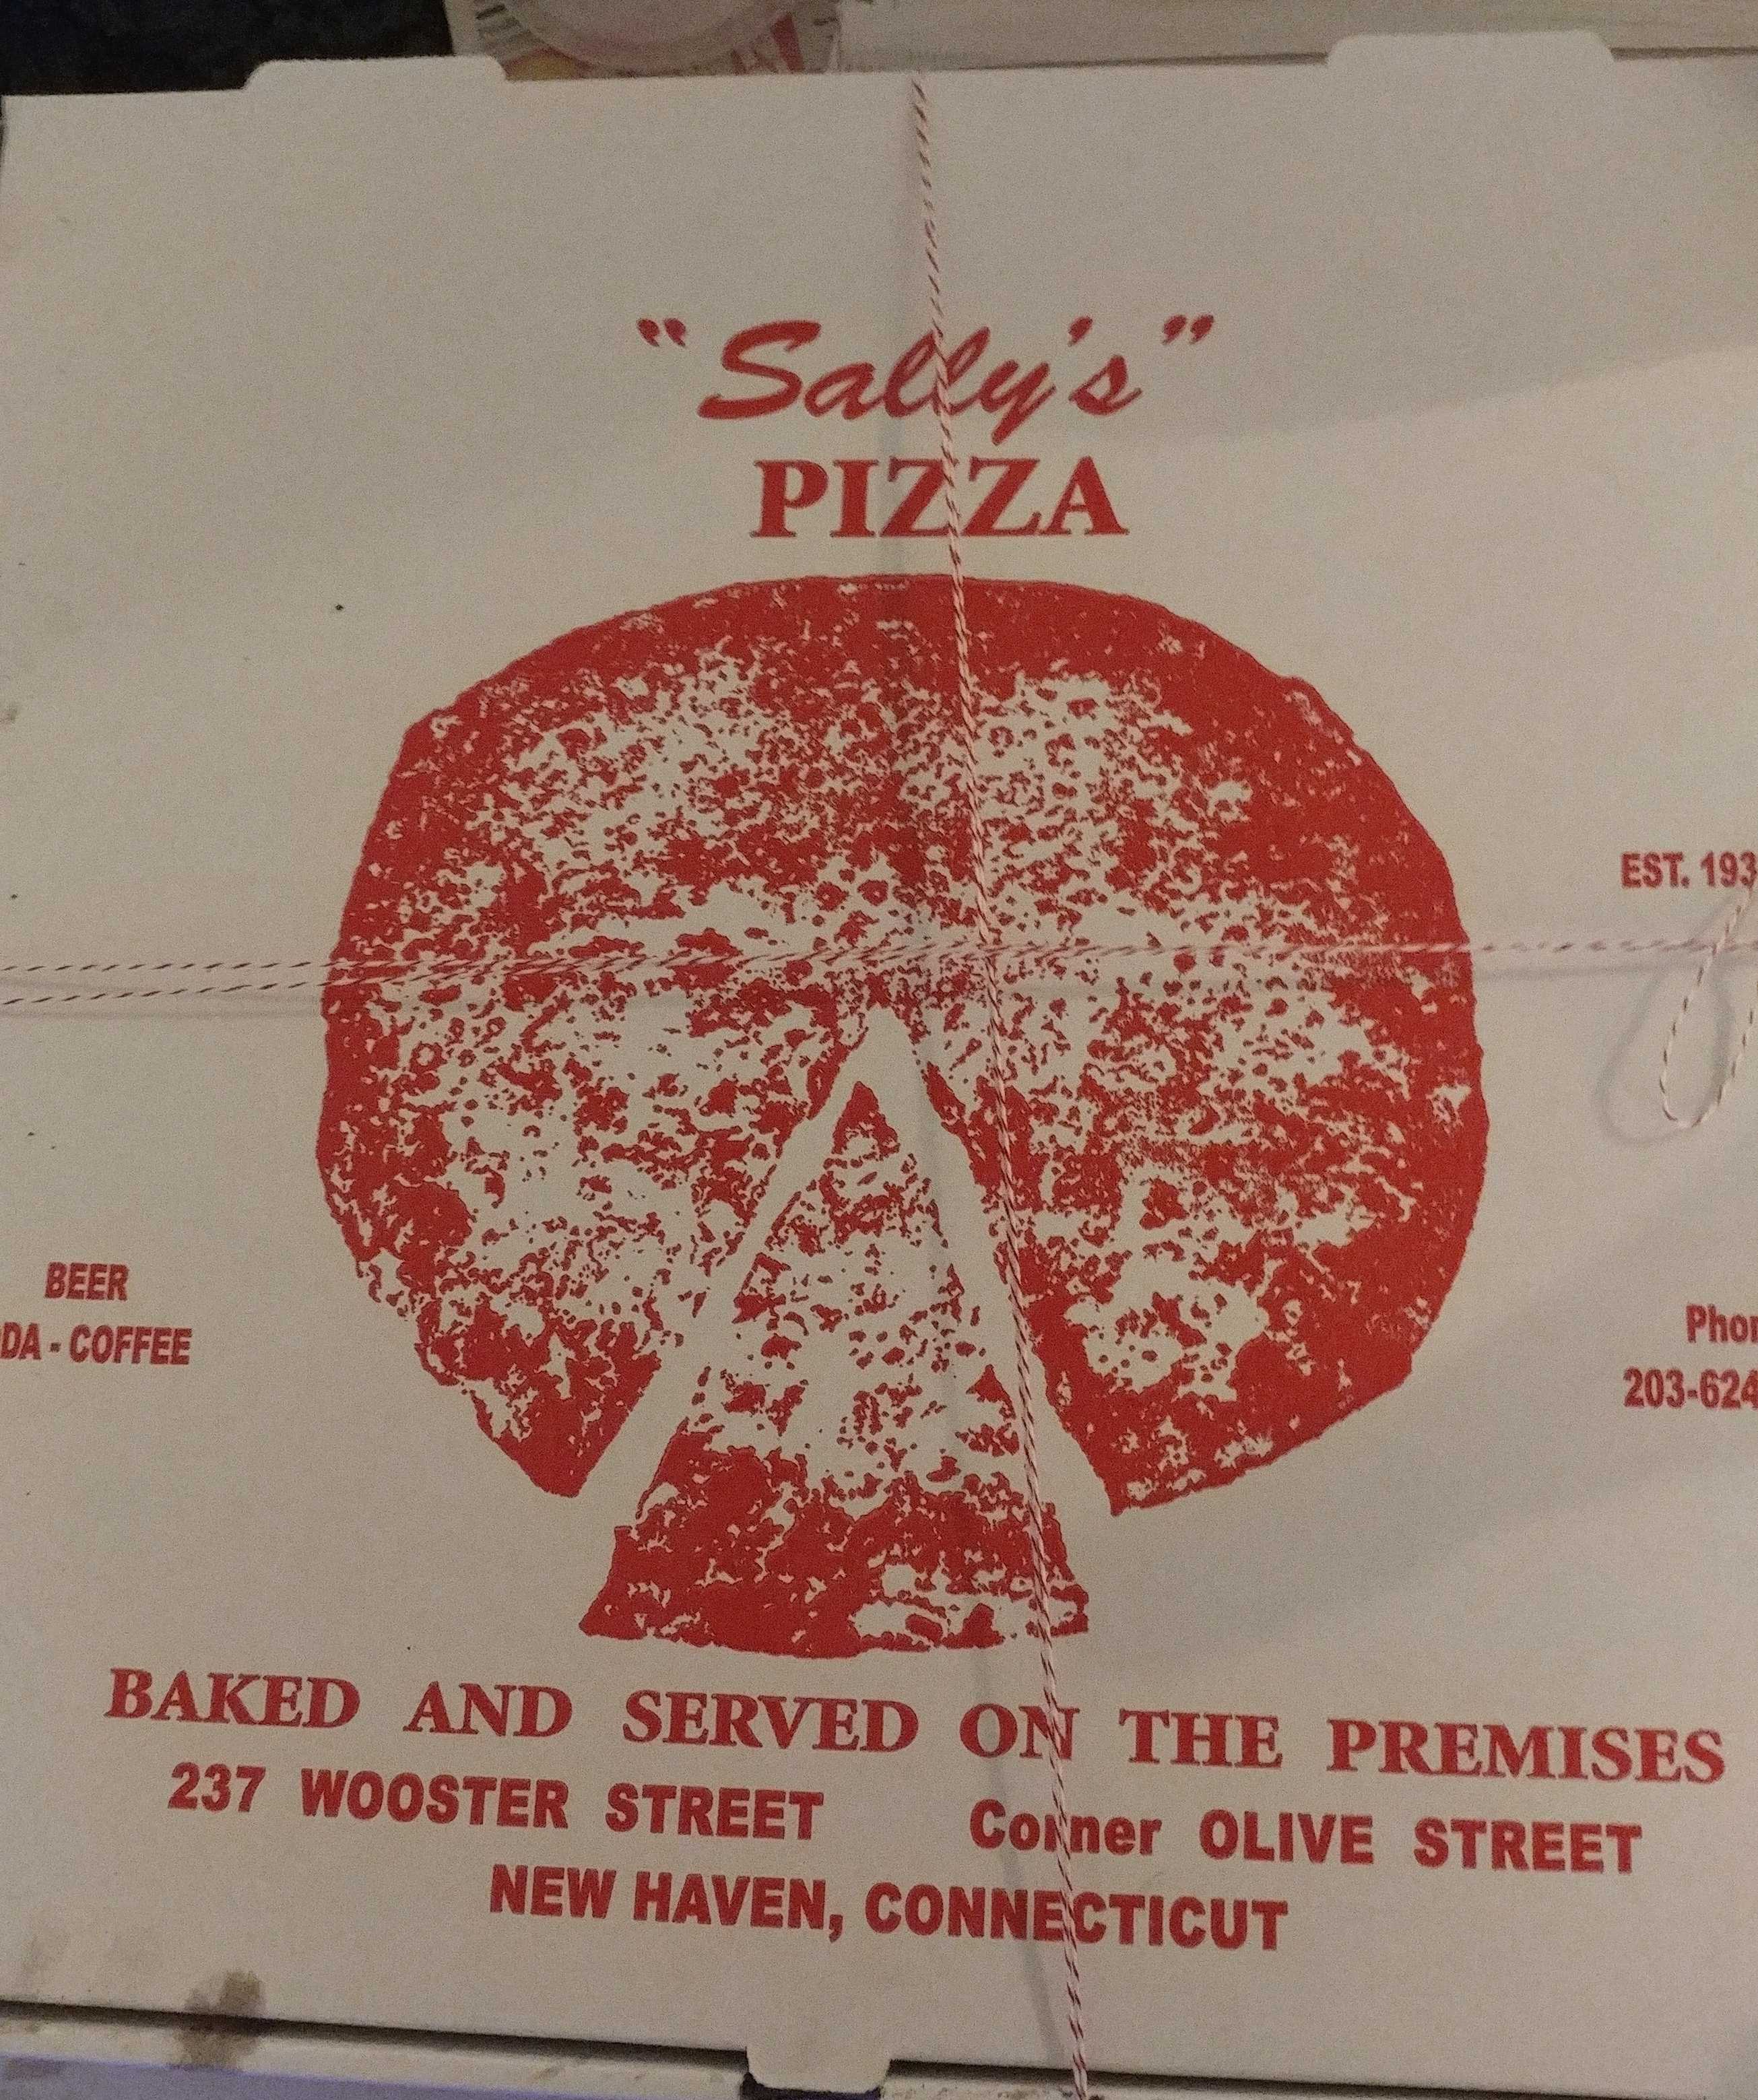 "Sally's"
PIZZA
EST. 193
BEER
DA - COFFEE
Phon
203-624
BAKED AND SERVED ON THE PREMISES
237 WOOSTER STREET Corner OLIVE STREET
NEW HAVEN, CONNECTICUT